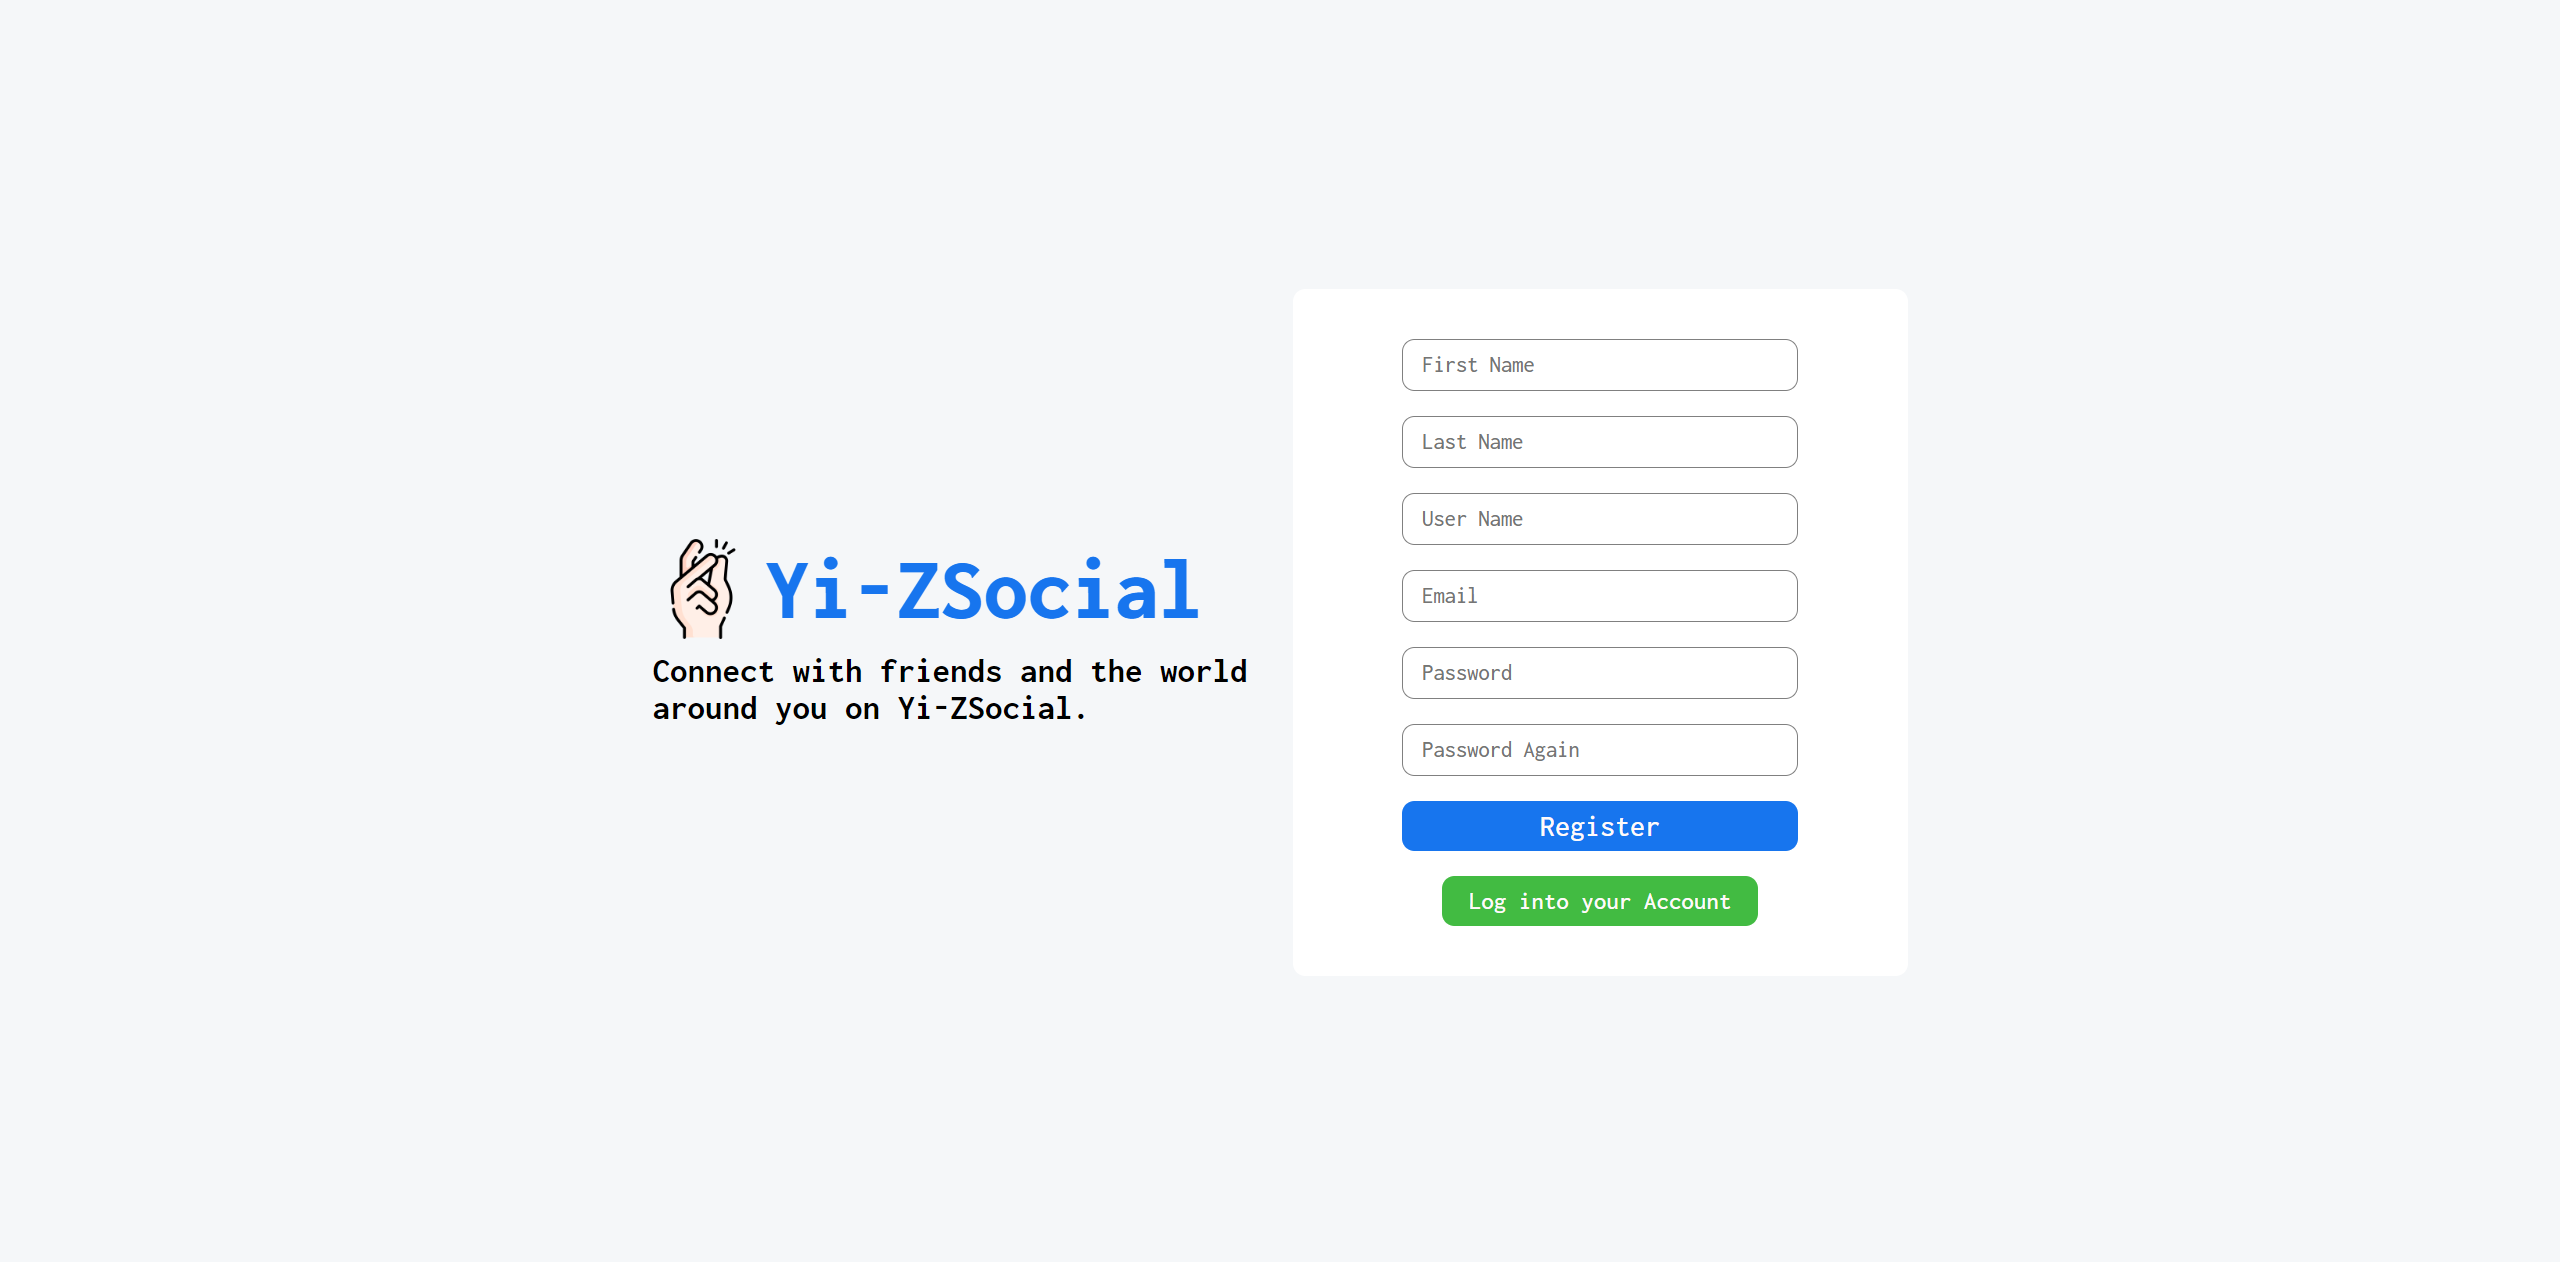 Yi-ZSocial
Connect with friends and the world
around you on Yi-ZSocial.
First Name
Last Name
User Name
Email
Password
Password Again
Register
Log into your Account